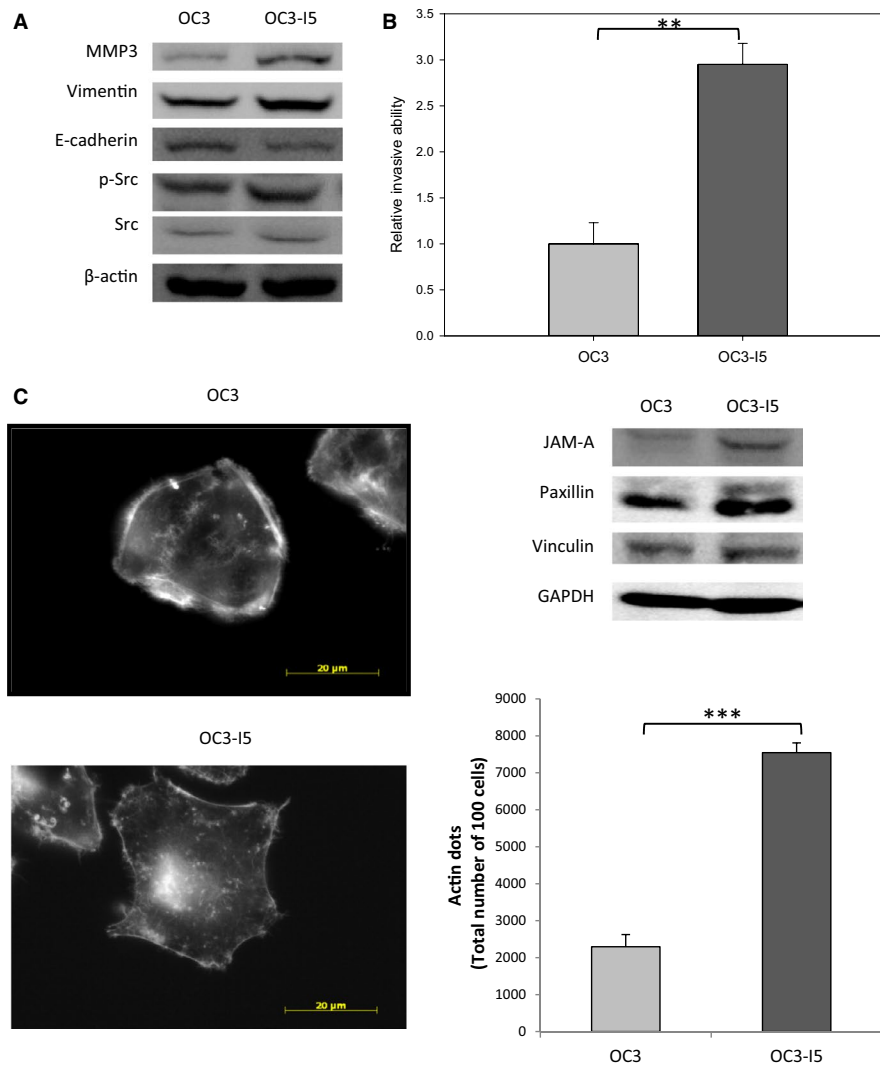 A
OC3 OC3-I5
MMP3
Vimentin
E-cadherin
p-Src
Src
β-actin
B
3.5
3.0
2.5
2.0
1.5
1.0
0.5
0.0
Relative invasive ability
**
OC3 OC3-I5
C
OC3
20 μm
OC3-I5
20 μm
OC3 OC3-I5
JAM-A
Paxillin
Vinculin
GAPDH
9000
8000
7000
6000
5000
4000
3000
2000
1000
0
Actin dots
(Total number of 100 cells)
***
OC3 OC3-I5